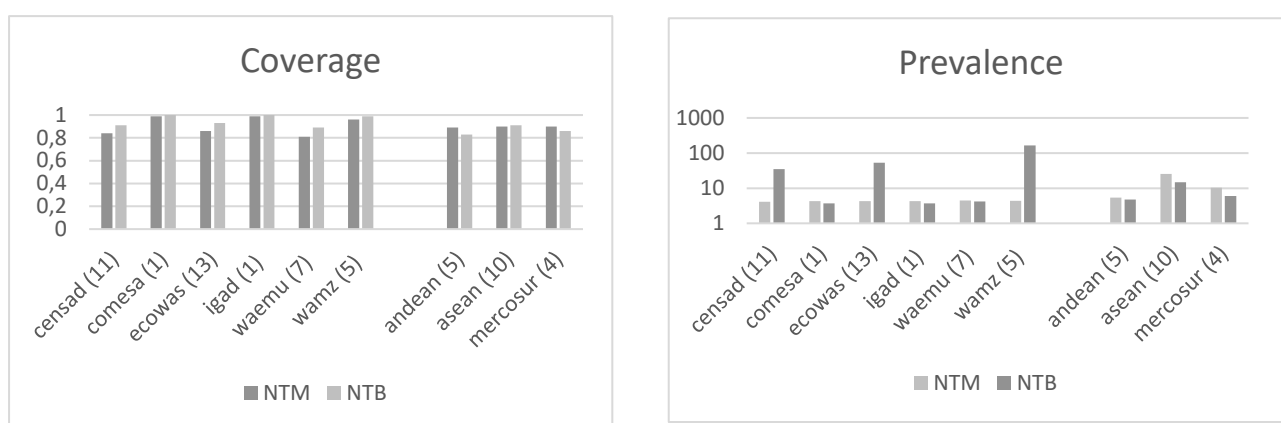 Coverage
1
0,8
0,6
0,4
0,2
0
censad (11)
comesa (1)
ecowas (13)
igad (1)
waemu (7)
wamz (5)
andean (5)
asean (10)
mercosur (4)
NTM NTB
Prevalence
1000
100
10
1
censad (11)
comesa (1)
ecowas (13)
igad (1)
waemu (7)
wamz (5)
andean (5)
asean (10)
mercosur (4)
NTM NTB